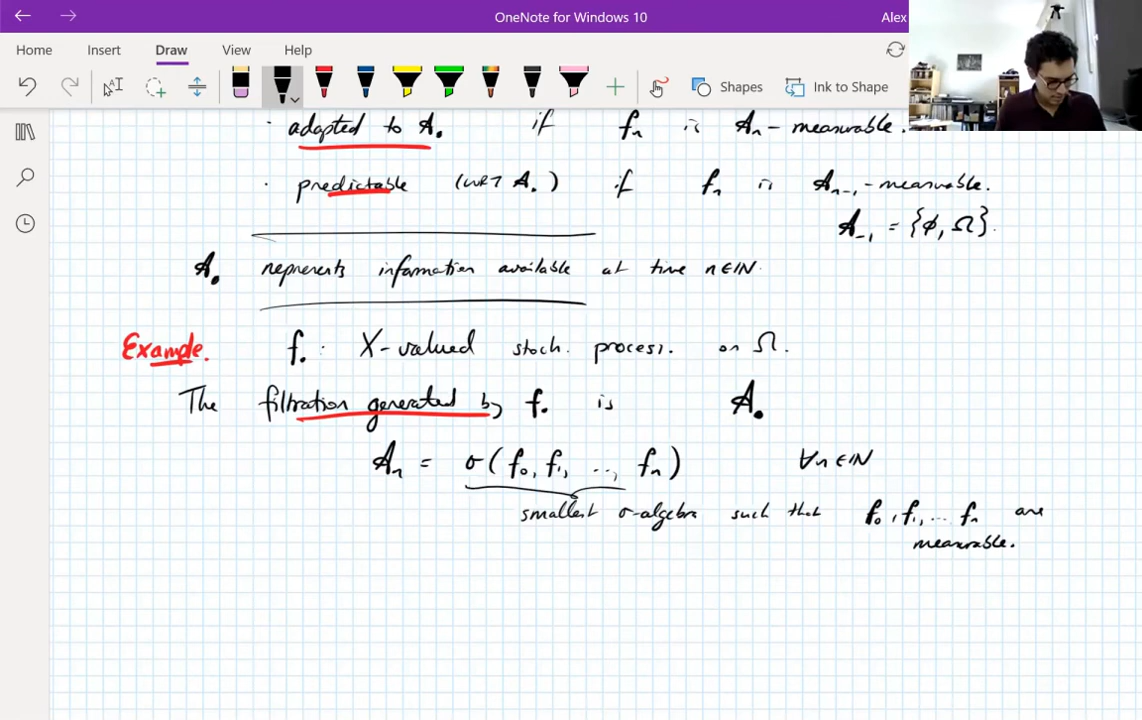 OneNote for Windows 10
Alex
Home Insert Draw View Help
Shapes Ink to Shape
· adapted to A. if fₙ is Aₙ-measurable.
· predictable (WRT A.) if fₙ is Aₙ₋₁-measurable.
A₋₁ = {∅, Ω}.
A. represents information available at time n ∈ ℕ.
Example. f. : X-valued stoch. process. on Ω.
The filtration generated by f. is A.
Aₙ = σ(f₀, f₁, ..., fₙ) ∀n ∈ ℕ
smallest σ-algebra such that f₀, f₁, ... fₙ are
measurable.